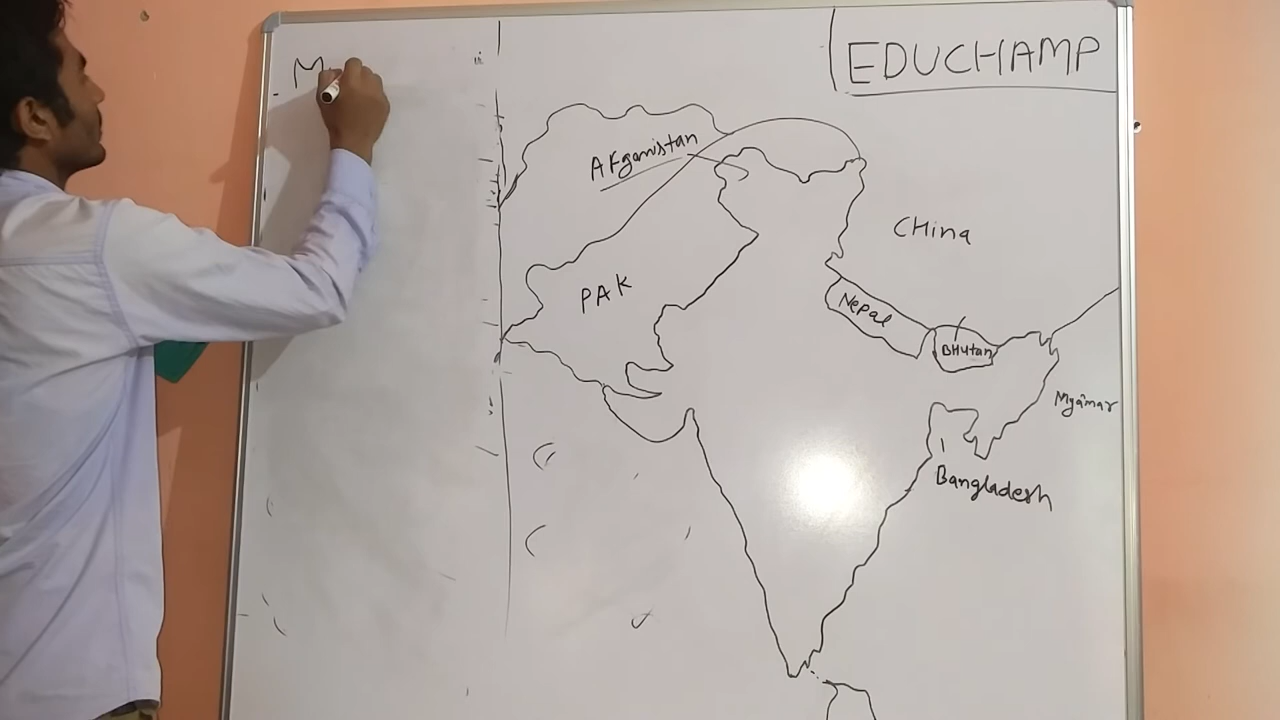 M
EDUCHAMP
Afganistan
CHina
PAK
Nepal
BHutan
Myamar
Bangladesh